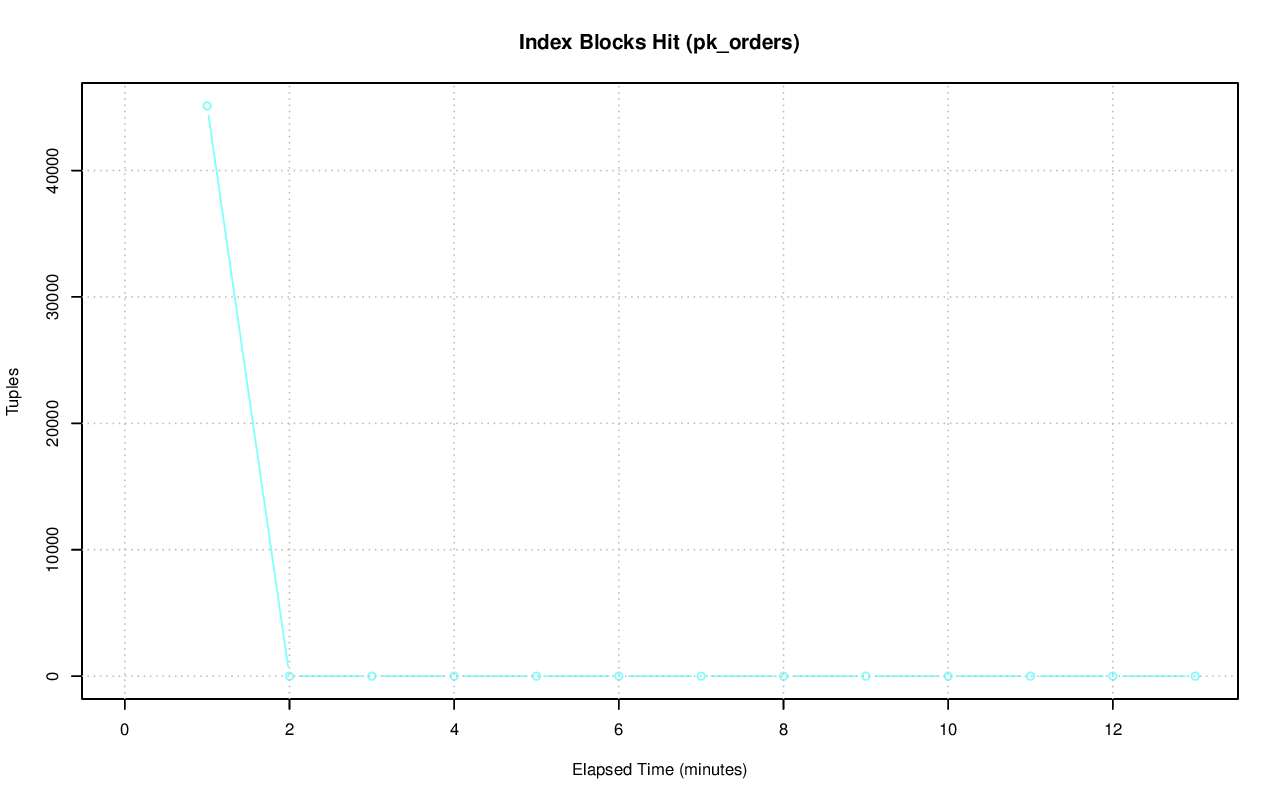 Index Blocks Hit (pk_orders)
40000
30000
20000
10000
0
Tuples
0 2 4 6 8 10 12
Elapsed Time (minutes)